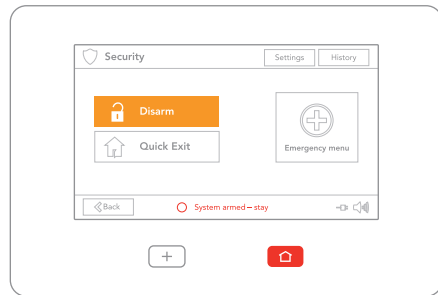 Security
Settings
History
Disarm
Quick Exit
Emergency menu
Back
System armed – stay